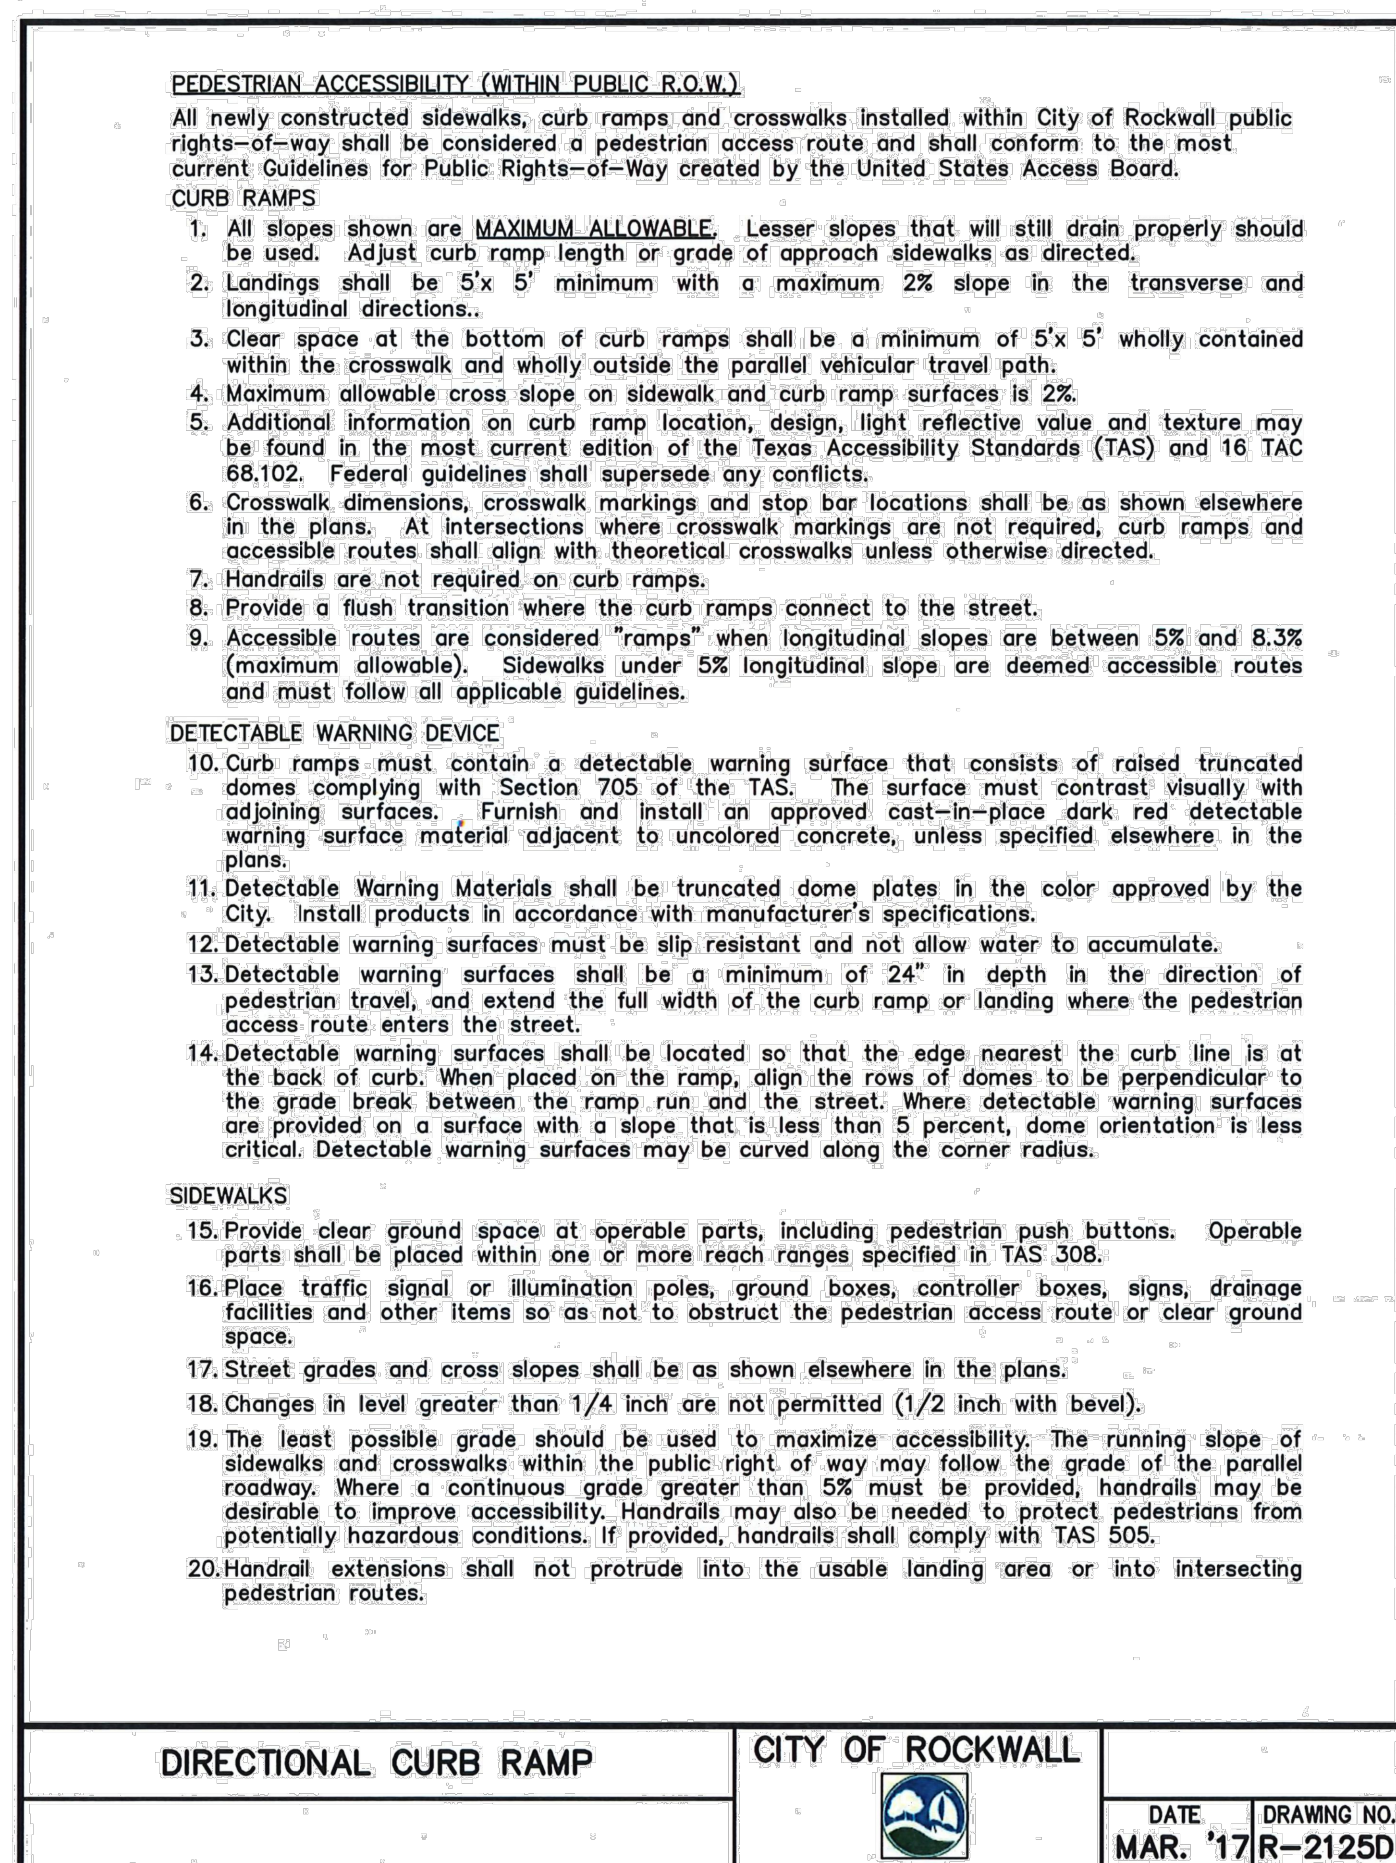 PEDESTRIAN ACCESSIBILITY (WITHIN PUBLIC R.O.W.)
All newly constructed sidewalks, curb ramps and crosswalks installed within City of Rockwall public
rights-of-way shall be considered a pedestrian access route and shall conform to the most
current Guidelines for Public Rights-of-Way created by the United States Access Board.
CURB RAMPS
1. All slopes shown are MAXIMUM ALLOWABLE. Lesser slopes that will still drain properly should
be used. Adjust curb ramp length or grade of approach sidewalks as directed.
2. Landings shall be 5'x 5' minimum with a maximum 2% slope in the transverse and
longitudinal directions..
3. Clear space at the bottom of curb ramps shall be a minimum of 5'x 5' wholly contained
within the crosswalk and wholly outside the parallel vehicular travel path.
4. Maximum allowable cross slope on sidewalk and curb ramp surfaces is 2%.
5. Additional information on curb ramp location, design, light reflective value and texture may
be found in the most current edition of the Texas Accessibility Standards (TAS) and 16 TAC
68.102. Federal guidelines shall supersede any conflicts.
6. Crosswalk dimensions, crosswalk markings and stop bar locations shall be as shown elsewhere
in the plans. At intersections where crosswalk markings are not required, curb ramps and
accessible routes shall align with theoretical crosswalks unless otherwise directed.
7. Handrails are not required on curb ramps.
8. Provide a flush transition where the curb ramps connect to the street.
9. Accessible routes are considered "ramps" when longitudinal slopes are between 5% and 8.3%
(maximum allowable). Sidewalks under 5% longitudinal slope are deemed accessible routes
and must follow all applicable guidelines.
DETECTABLE WARNING DEVICE
10. Curb ramps must contain a detectable warning surface that consists of raised truncated
domes complying with Section 705 of the TAS. The surface must contrast visually with
adjoining surfaces. Furnish and install an approved cast-in-place dark red detectable
warning surface material adjacent to uncolored concrete, unless specified elsewhere in the
plans.
11. Detectable Warning Materials shall be truncated dome plates in the color approved by the
City. Install products in accordance with manufacturer's specifications.
12. Detectable warning surfaces must be slip resistant and not allow water to accumulate.
13. Detectable warning surfaces shall be a minimum of 24" in depth in the direction of
pedestrian travel, and extend the full width of the curb ramp or landing where the pedestrian
access route enters the street.
14. Detectable warning surfaces shall be located so that the edge nearest the curb line is at
the back of curb. When placed on the ramp, align the rows of domes to be perpendicular to
the grade break between the ramp run and the street. Where detectable warning surfaces
are provided on a surface with a slope that is less than 5 percent, dome orientation is less
critical. Detectable warning surfaces may be curved along the corner radius.
SIDEWALKS
15. Provide clear ground space at operable parts, including pedestrian push buttons. Operable
parts shall be placed within one or more reach ranges specified in TAS 308.
16. Place traffic signal or illumination poles, ground boxes, controller boxes, signs, drainage
facilities and other items so as not to obstruct the pedestrian access route or clear ground
space.
17. Street grades and cross slopes shall be as shown elsewhere in the plans.
18. Changes in level greater than 1/4 inch are not permitted (1/2 inch with bevel).
19. The least possible grade should be used to maximize accessibility. The running slope of
sidewalks and crosswalks within the public right of way may follow the grade of the parallel
roadway. Where a continuous grade greater than 5% must be provided, handrails may be
desirable to improve accessibility. Handrails may also be needed to protect pedestrians from
potentially hazardous conditions. If provided, handrails shall comply with TAS 505.
20. Handrail extensions shall not protrude into the usable landing area or into intersecting
pedestrian routes.
DIRECTIONAL CURB RAMP
CITY OF ROCKWALL
DATE
MAR. '17
DRAWING NO.
R-2125D